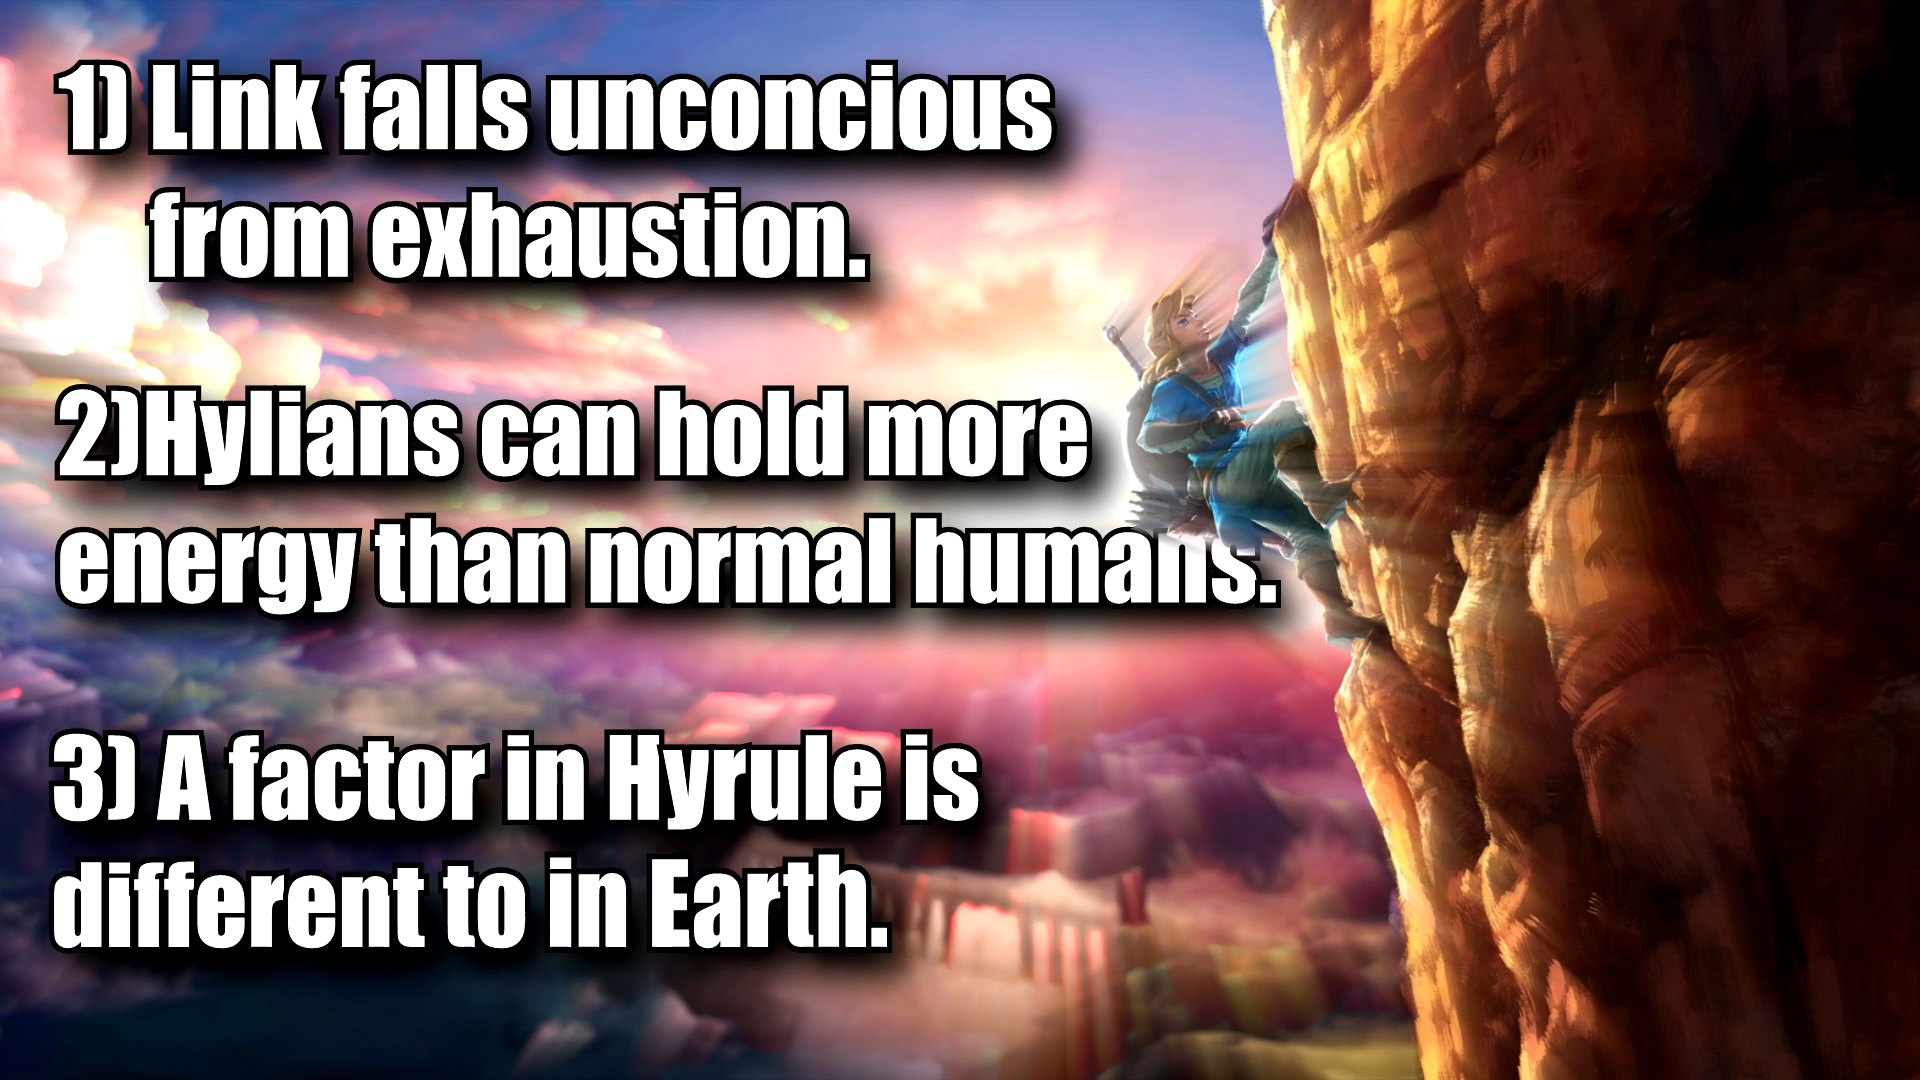 1) Link falls unconcious
from exhaustion.
2)Hylians can hold more
energy than normal humans.
3) A factor in Hyrule is
different to in Earth.